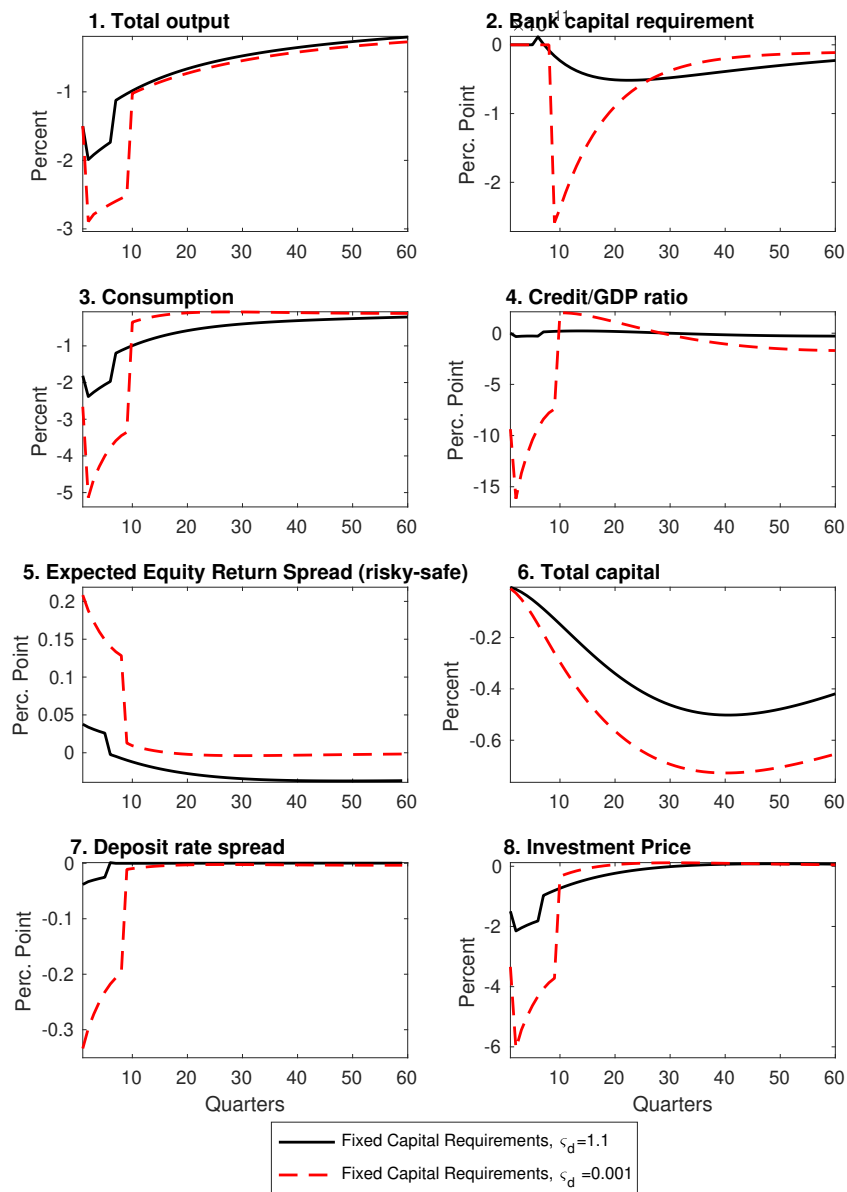 1. Total output
2. Bank capital requirement
Percent
Perc. Point
-1
-2
-3
0
-1
-2
10 20 30 40 50 60
10 20 30 40 50 60
3. Consumption
4. Credit/GDP ratio
Percent
Perc. Point
-1
-2
-3
-4
-5
0
-5
-10
-15
10 20 30 40 50 60
10 20 30 40 50 60
5. Expected Equity Return Spread (risky-safe)
6. Total capital
Perc. Point
Percent
0.2
0.15
0.1
0.05
0
-0.2
-0.4
-0.6
10 20 30 40 50 60
10 20 30 40 50 60
7. Deposit rate spread
8. Investment Price
Perc. Point
Percent
0
-0.1
-0.2
-0.3
0
-2
-4
-6
10 20 30 40 50 60
10 20 30 40 50 60
Quarters
Quarters
Fixed Capital Requirements, ς_d=1.1
Fixed Capital Requirements, ς_d =0.001